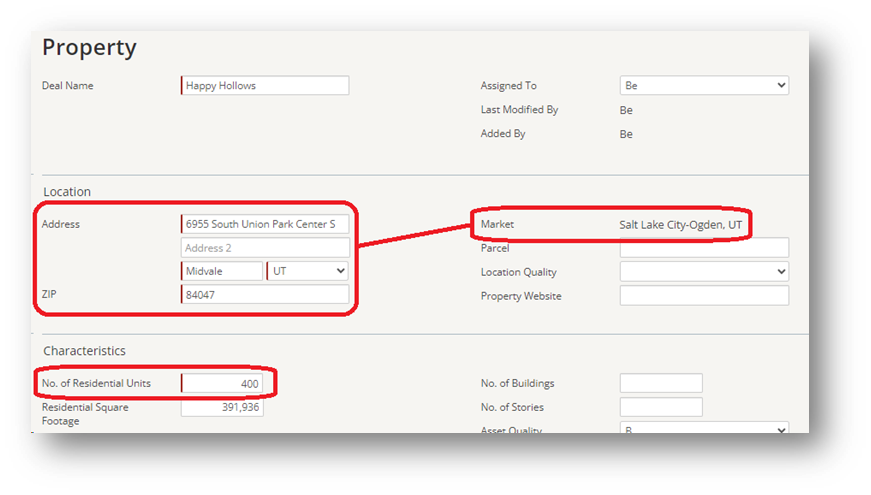 Property
Deal Name Happy Hollows Assigned To Be
Last Modified By Be
Added By Be
Location
Address 6955 South Union Park Center S Market Salt Lake City-Ogden, UT
Address 2 Parcel
Midvale UT Location Quality
ZIP 84047 Property Website
Characteristics
No. of Residential Units 400 No. of Buildings
Residential Square 391,936 No. of Stories
Footage
Asset Quality B